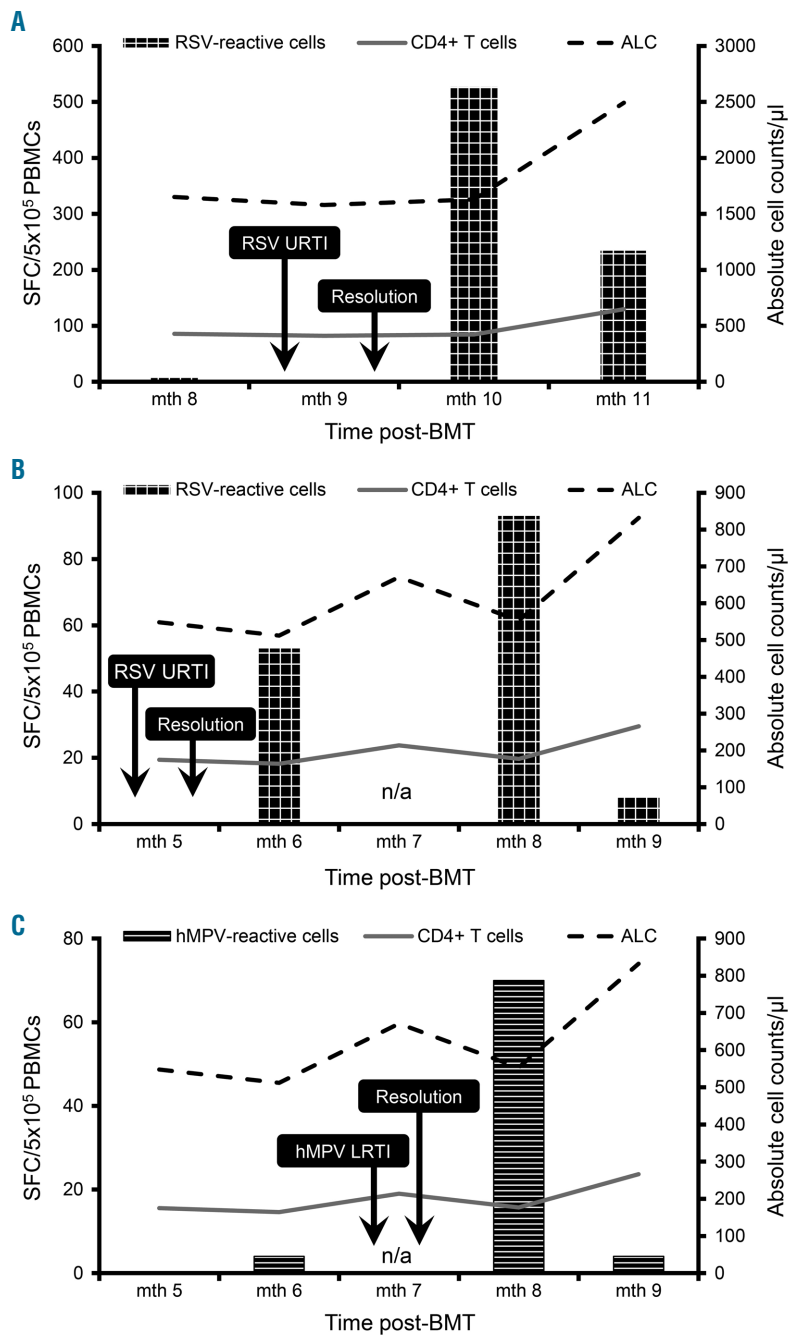 A
RSV-reactive cells CD4+ T cells ALC
SFC/5x10⁵ PBMCs
600
500
400
300
200
100
0
3000
2500
2000
1500
1000
500
0
Absolute cell counts/µl
RSV URTI
Resolution
mth 8 mth 9 mth 10 mth 11
Time post-BMT
B
RSV-reactive cells CD4+ T cells ALC
SFC/5x10⁵ PBMCs
100
80
60
40
20
0
900
800
700
600
500
400
300
200
100
0
Absolute cell counts/µl
RSV URTI
Resolution
n/a
mth 5 mth 6 mth 7 mth 8 mth 9
Time post-BMT
C
hMPV-reactive cells CD4+ T cells ALC
SFC/5x10⁵ PBMCs
80
60
40
20
0
900
800
700
600
500
400
300
200
100
0
Absolute cell counts/µl
Resolution
hMPV LRTI
n/a
mth 5 mth 6 mth 7 mth 8 mth 9
Time post-BMT